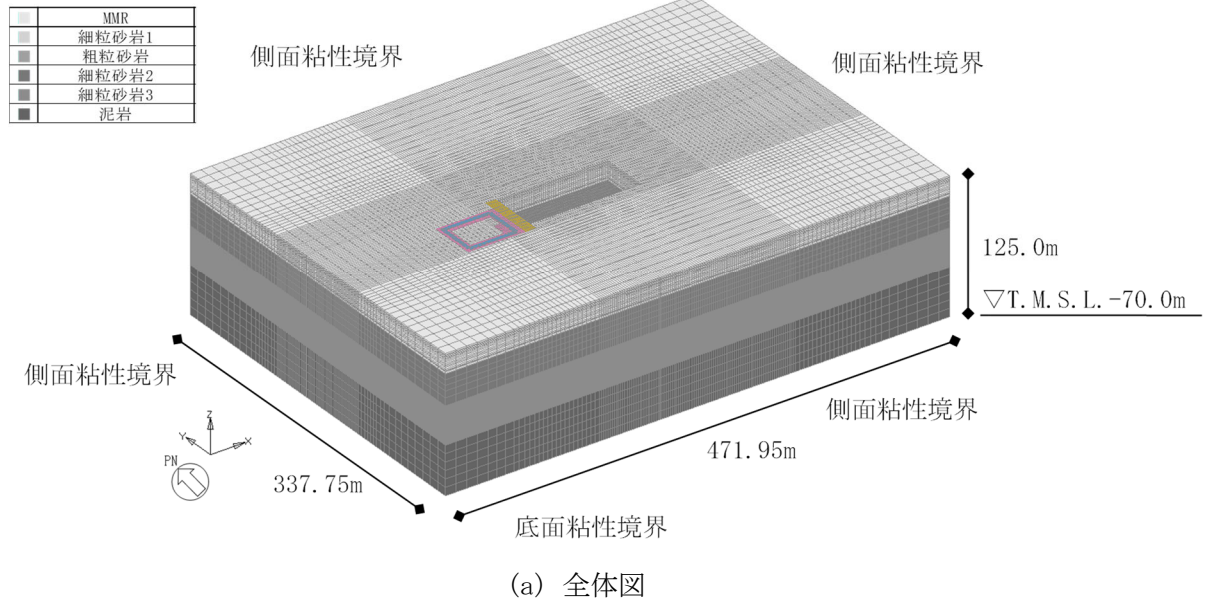 MMR
細粒砂岩1
粗粒砂岩
細粒砂岩2
細粒砂岩3
泥岩
側面粘性境界
側面粘性境界
125.0m
▽T.M.S.L.-70.0m
側面粘性境界
側面粘性境界
471.95m
337.75m
Z
Y
X
PN
底面粘性境界
(a) 全体図